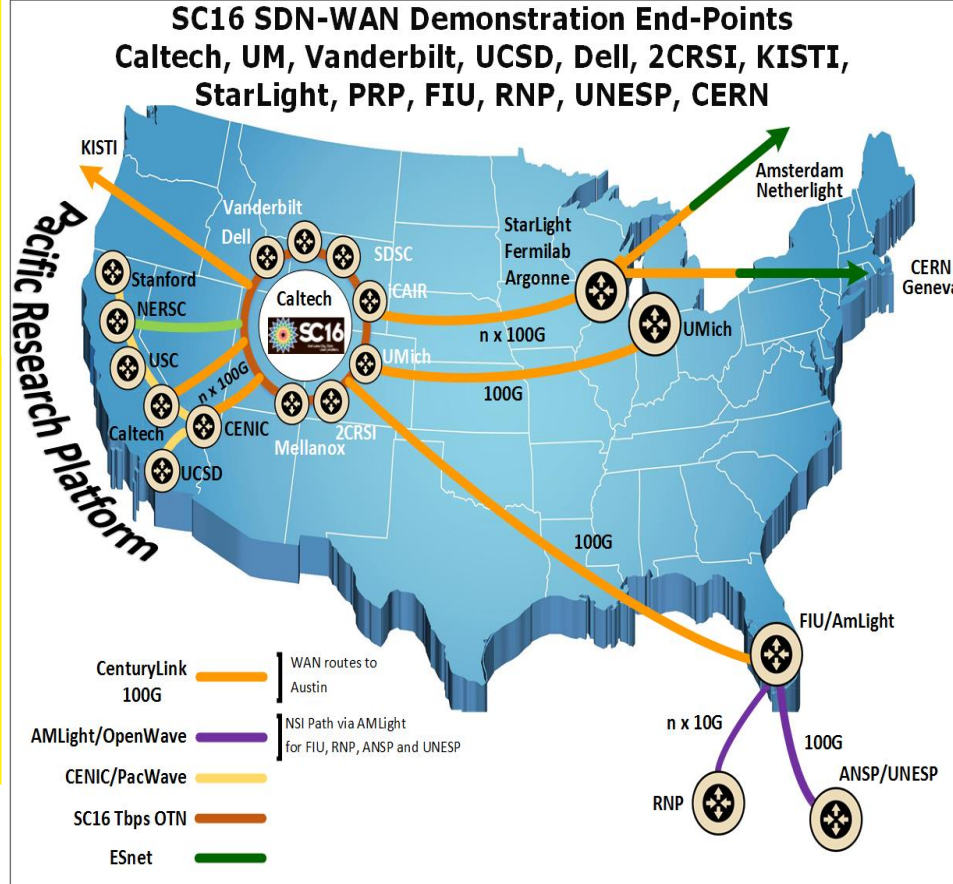 SC16 SDN-WAN Demonstration End-Points
Caltech, UM, Vanderbilt, UCSD, Dell, 2CRSI, KISTI,
StarLight, PRP, FIU, RNP, UNESP, CERN
KISTI
Pacific Research Platform
Vanderbilt
Dell
SDSC
iCAIR
Caltech
SC16
UMich
2CRSI
Mellanox
Stanford
NERSC
USC
Caltech
n x 100G
CENIC
UCSD
StarLight
Fermilab
Argonne
Amsterdam
Netherlight
CERN
Geneva
n x 100G
UMich
100G
100G
FIU/AmLight
n x 10G
100G
RNP
ANSP/UNESP
CenturyLink
100G
WAN routes to
Austin
AMLight/OpenWave
NSI Path via AMLight
for FIU, RNP, ANSP and UNESP
CENIC/PacWave
SC16 Tbps OTN
ESnet